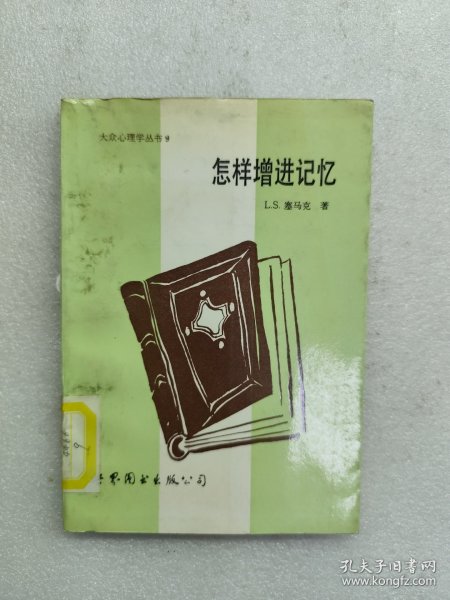 大众心理学丛书9
怎样增进记忆
L.S. 塞马克 著
世界图书出版公司
孔夫子旧书网
www.kongfz.com